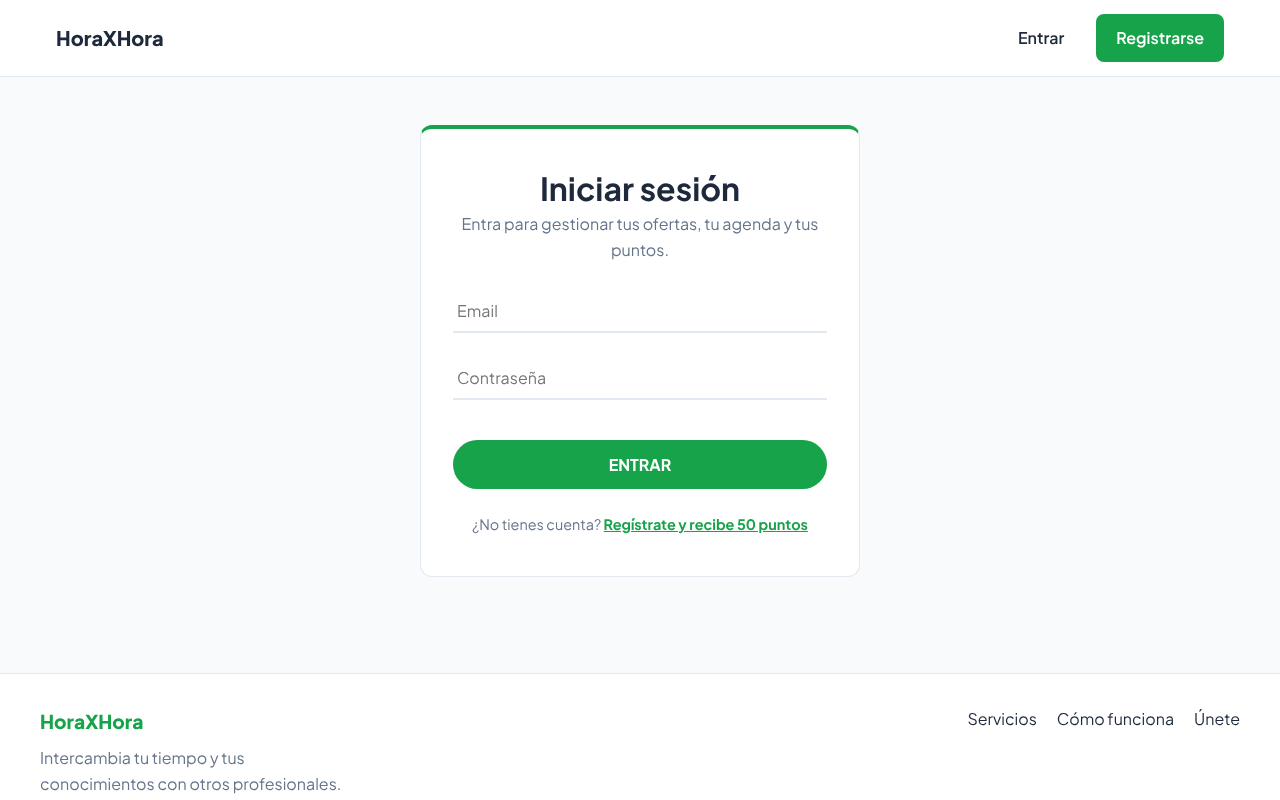 HoraXHora
Entrar
Registrarse
Iniciar sesión
Entra para gestionar tus ofertas, tu agenda y tus
puntos.
Email
Contraseña
ENTRAR
¿No tienes cuenta? Regístrate y recibe 50 puntos
HoraXHora
Servicios
Cómo funciona
Únete
Intercambia tu tiempo y tus
conocimientos con otros profesionales.